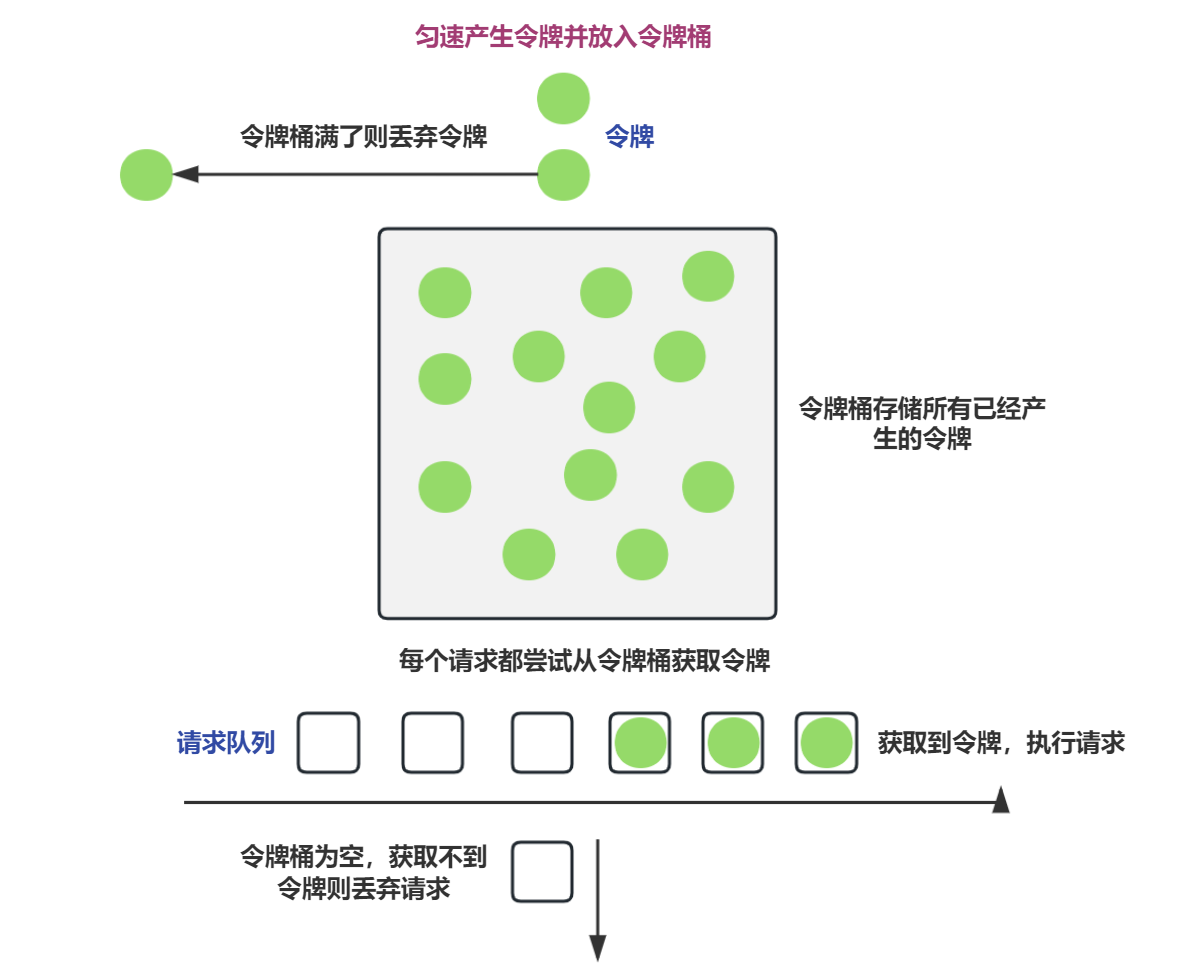 匀速产生令牌并放入令牌桶
令牌桶满了则丢弃令牌
令牌
令牌桶存储所有已经产
生的令牌
每个请求都尝试从令牌桶获取令牌
请求队列
获取到令牌，执行请求
令牌桶为空，获取不到
令牌则丢弃请求